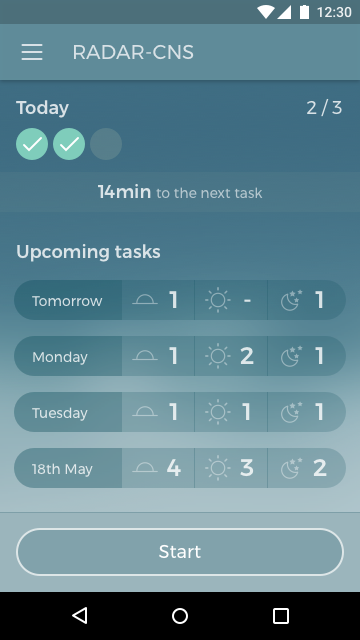 12:30
RADAR-CNS
Today 2 / 3
14min to the next task
Upcoming tasks
Tomorrow 1 - 1
Monday 1 2 1
Tuesday 1 1 1
18th May 4 3 2
Start